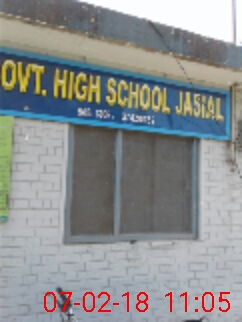 OVT. HIGH SCHOOL JASIAL
07-02-18 11:05